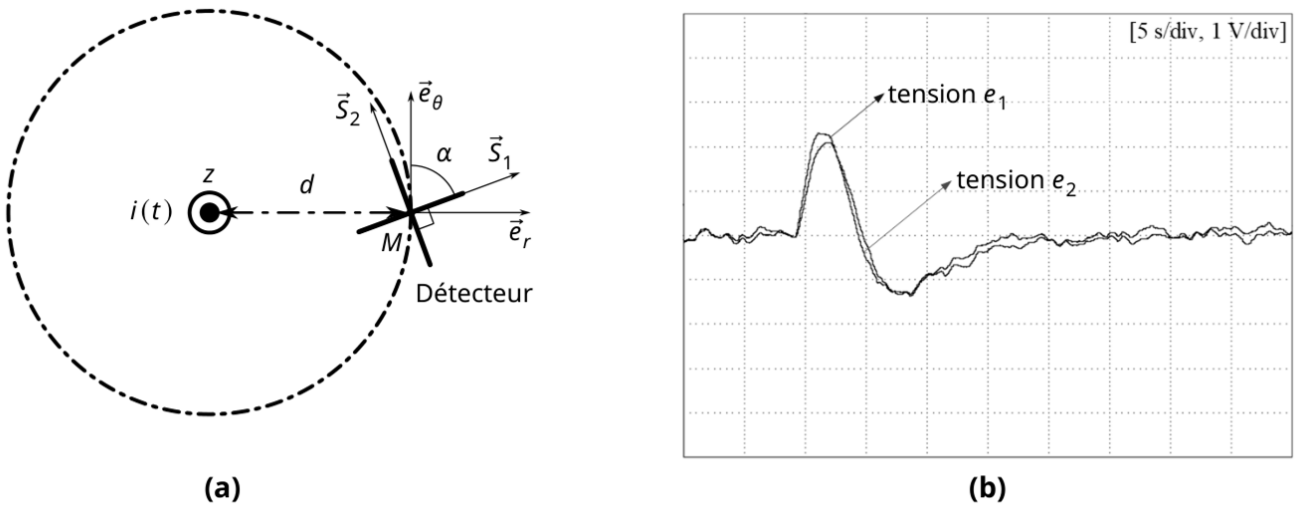 z
i(t)
d
M
S⃗₂
e⃗θ
α
S⃗₁
e⃗r
Détecteur
(a)
[5 s/div, 1 V/div]
tension e₁
tension e₂
(b)